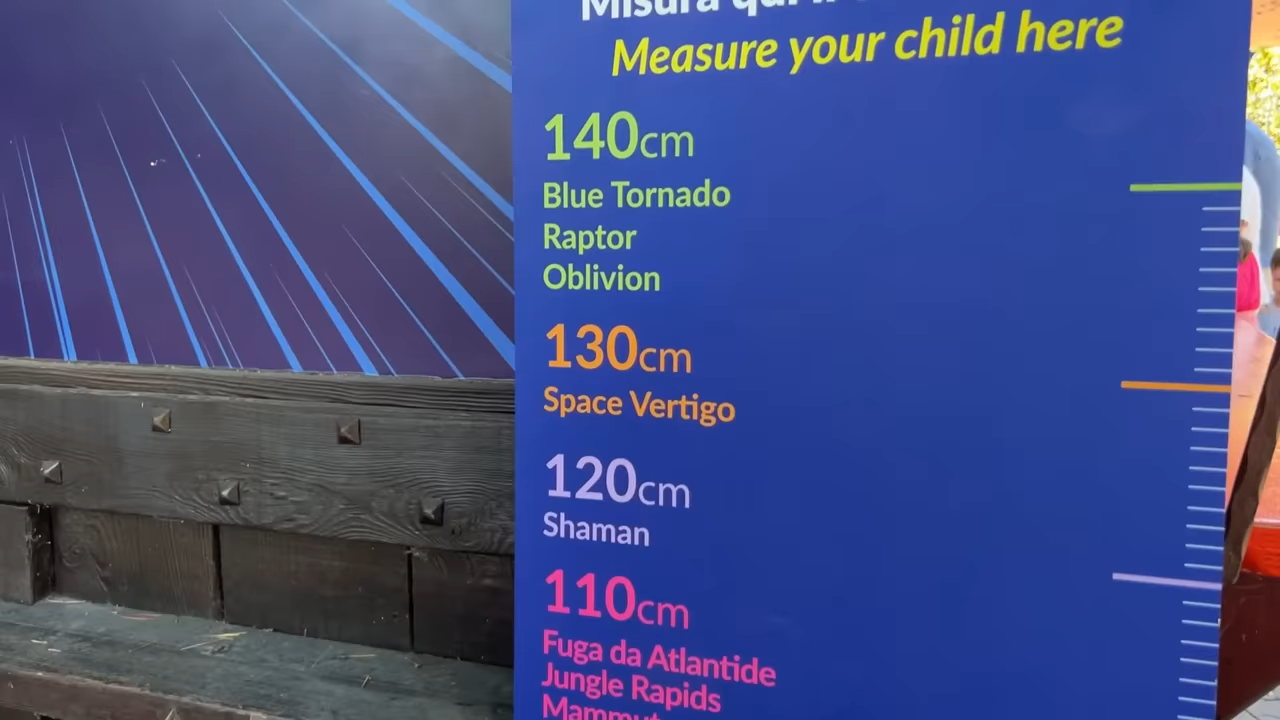 Misura qui
Measure your child here
140cm
Blue Tornado
Raptor
Oblivion
130cm
Space Vertigo
120cm
Shaman
110cm
Fuga da Atlantide
Jungle Rapids